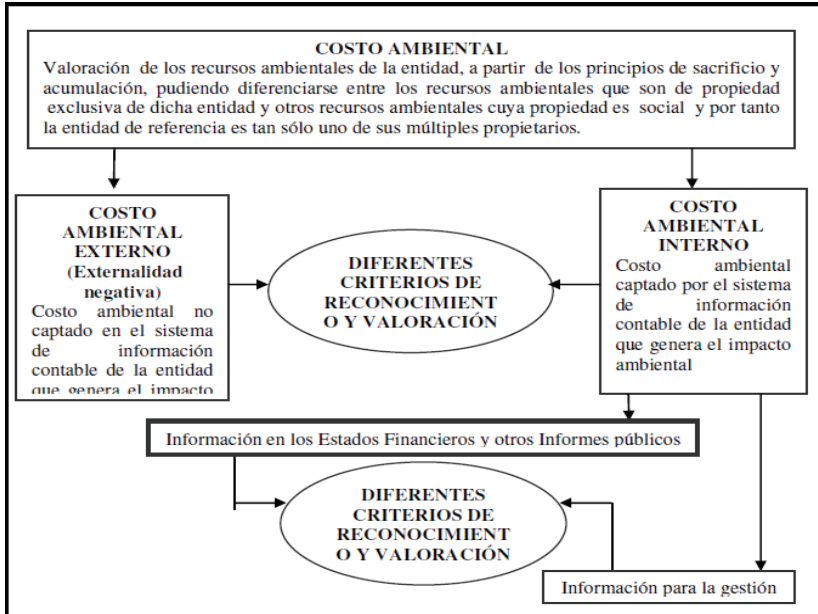 COSTO AMBIENTAL
Valoración de los recursos ambientales de la entidad, a partir de los principios de sacrificio y
acumulación, pudiendo diferenciarse entre los recursos ambientales que son de propiedad
exclusiva de dicha entidad y otros recursos ambientales cuya propiedad es social y por tanto
la entidad de referencia es tan sólo uno de sus múltiples propietarios.
COSTO
AMBIENTAL
EXTERNO
(Externalidad
negativa)
Costo ambiental no
captado en el sistema
de información
contable de la entidad
que genera el impacto
DIFERENTES
CRITERIOS DE
RECONOCIMIENT
O Y VALORACIÓN
COSTO
AMBIENTAL
INTERNO
Costo ambiental
captado por el sistema
de información
contable de la entidad
que genera el impacto
ambiental
Información en los Estados Financieros y otros Informes públicos
DIFERENTES
CRITERIOS DE
RECONOCIMIENT
O Y VALORACIÓN
Información para la gestión